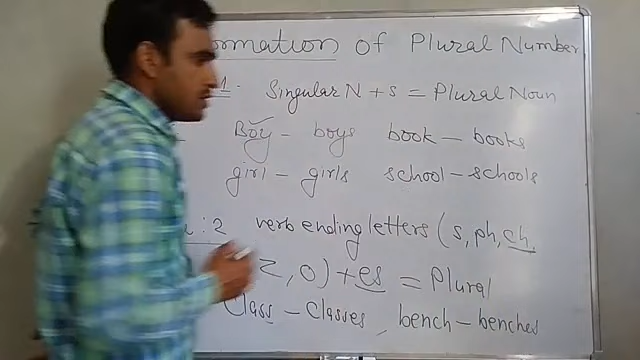 ormation of Plural Number
1. Singular N + s = Plural Noun
Boy - boys book - books
girl - girls school - schools
: 2 verb ending letters (s, ph, ch,
z, o) + es = Plural
Class - Classes, bench - benches